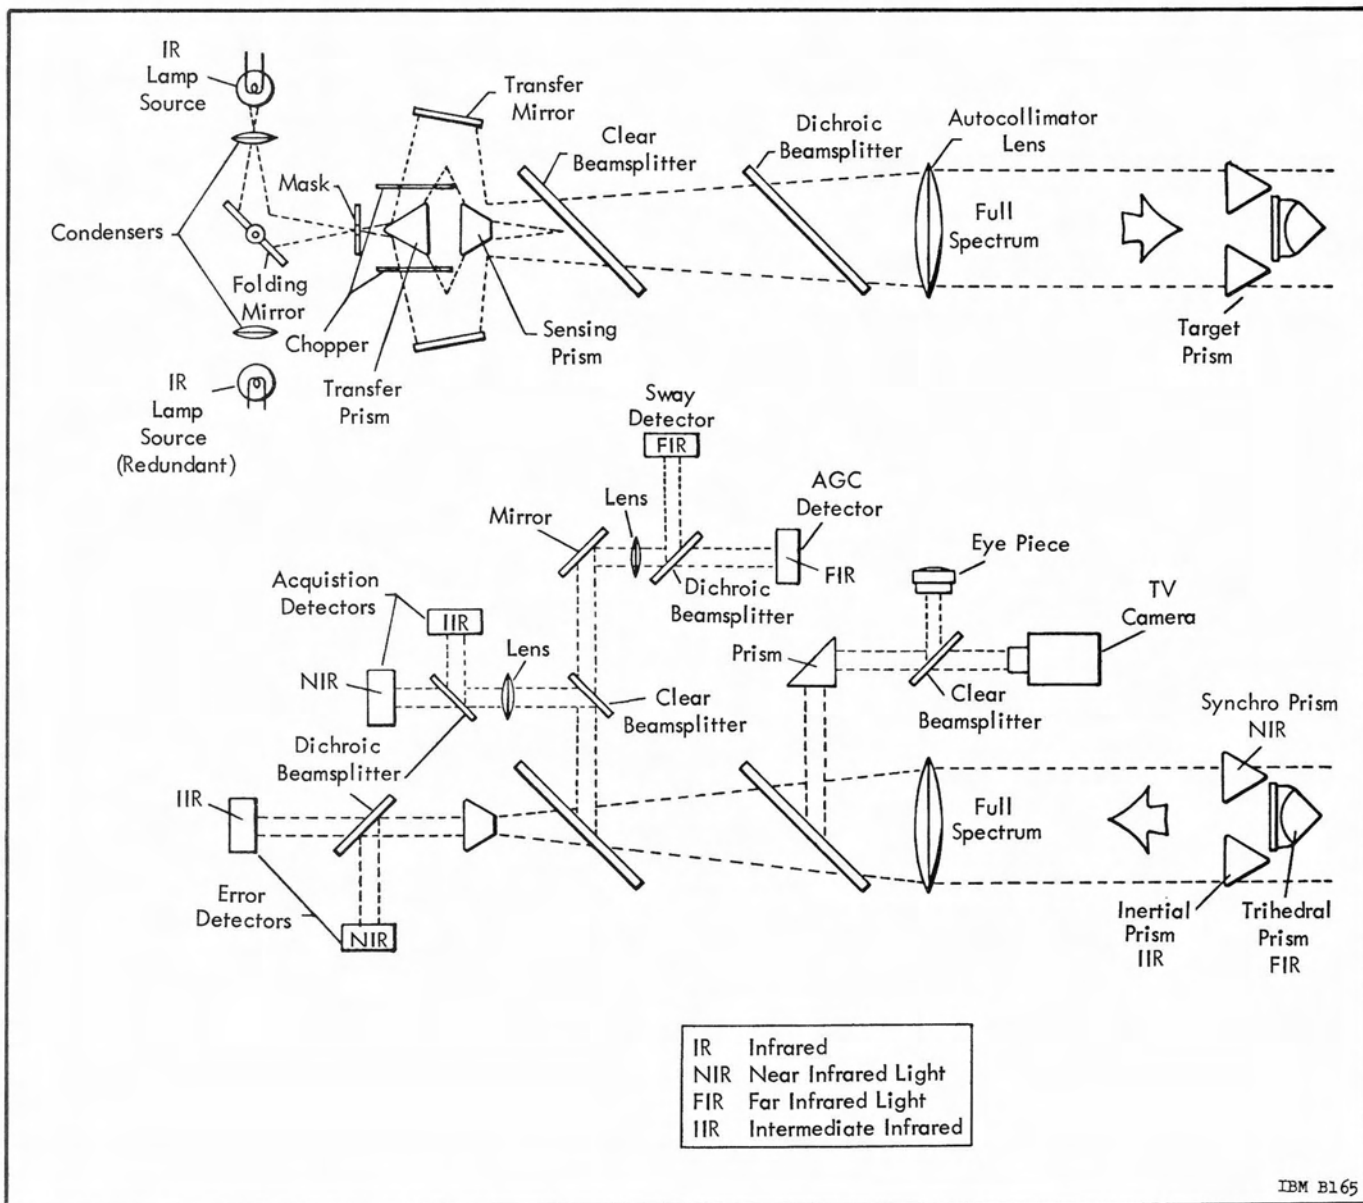 IR
Lamp
Source
Transfer
Mirror
Clear
Beamsplitter
Dichroic
Beamsplitter
Autocollimator
Lens
Mask
Condensers
Full
Spectrum
Folding
Mirror
Chopper
Sensing
Prism
Target
Prism
IR
Lamp
Source
(Redundant)
Transfer
Prism
Sway
Detector
FIR
Lens
AGC
Detector
Mirror
FIR
Eye Piece
Dichroic
Beamsplitter
TV
Camera
Acquistion
Detectors
IIR
Lens
Prism
NIR
Clear
Beamsplitter
Clear
Beamsplitter
Synchro Prism
NIR
Dichroic
Beamsplitter
IIR
Full
Spectrum
Error
Detectors
NIR
Inertial
Prism
IIR
Trihedral
Prism
FIR
IR Infrared
NIR Near Infrared Light
FIR Far Infrared Light
IIR Intermediate Infrared
IBM B165